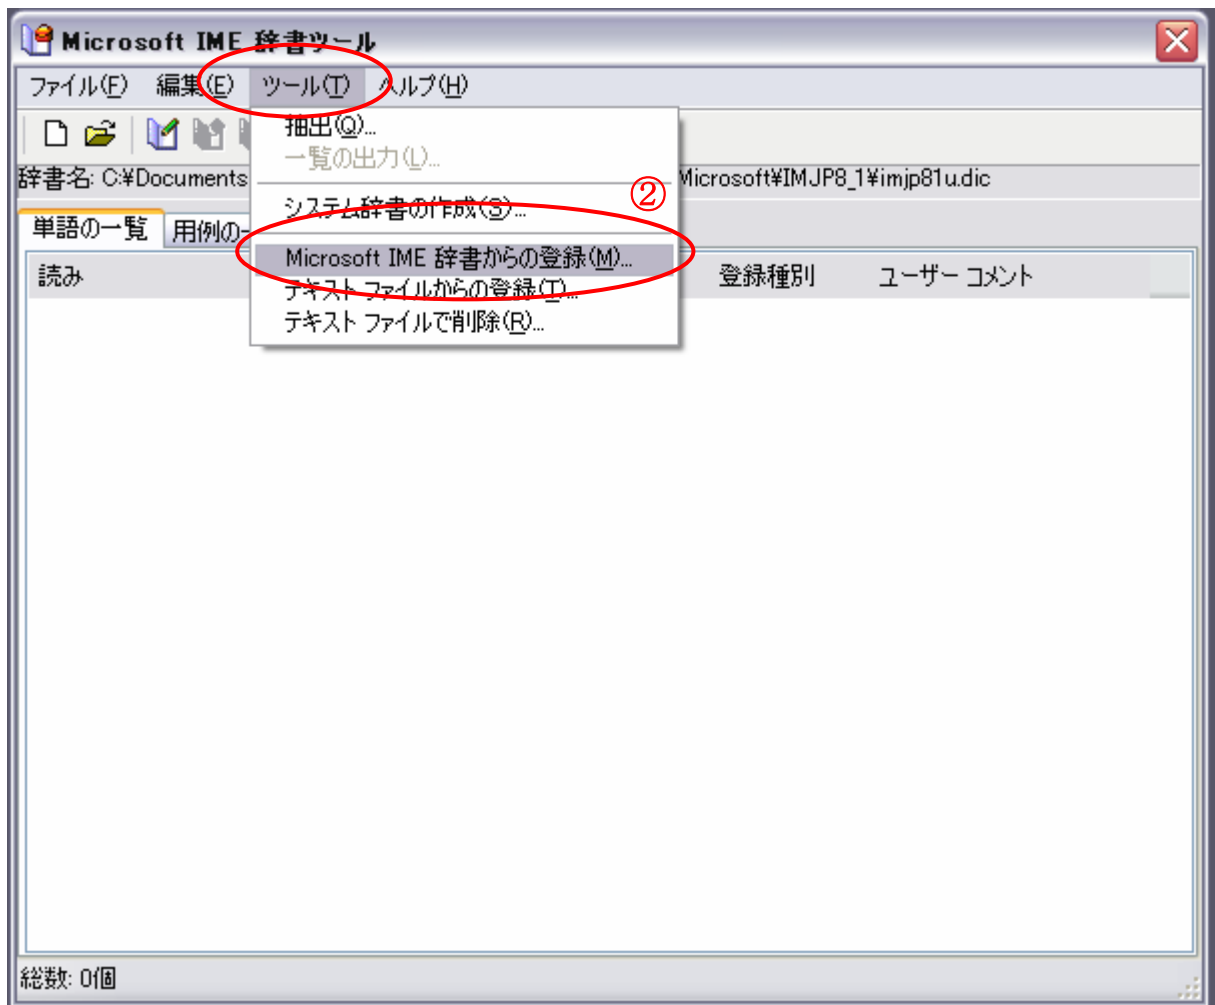 Microsoft IME 辞書ツール
ファイル(F) 編集(E) ツール(T) ヘルプ(H)
抽出(Q)...
一覧の出力(L)...
辞書名: C:¥Documents
Microsoft¥IMJP8_1¥imjp81u.dic
②
システム辞書の作成(S)...
単語の一覧 用例の
Microsoft IME 辞書からの登録(M)...
読み 登録種別 ユーザー コメント
テキスト ファイルからの登録(T)...
テキスト ファイルで削除(R)...
総数: 0個